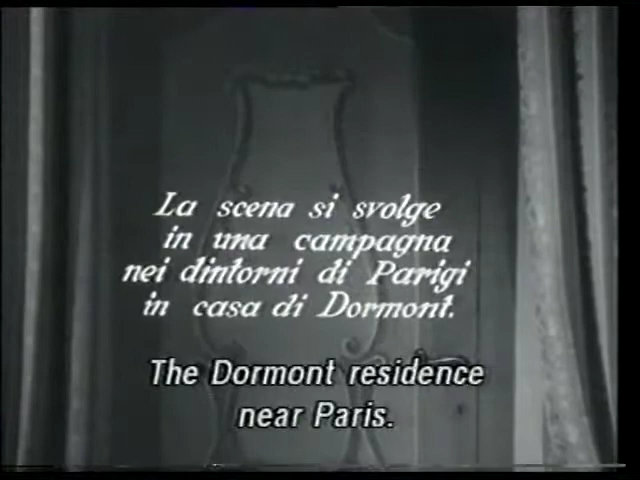 La scena si svolge
in una campagna
nei dintorni di Parigi
in casa di Dormont.
The Dormont residence
near Paris.